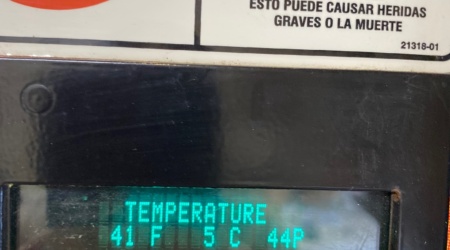 ESTO PUEDE CAUSAR HERIDAS
GRAVES O LA MUERTE
21318-01
TEMPERATURE
41 F 5 C 44P